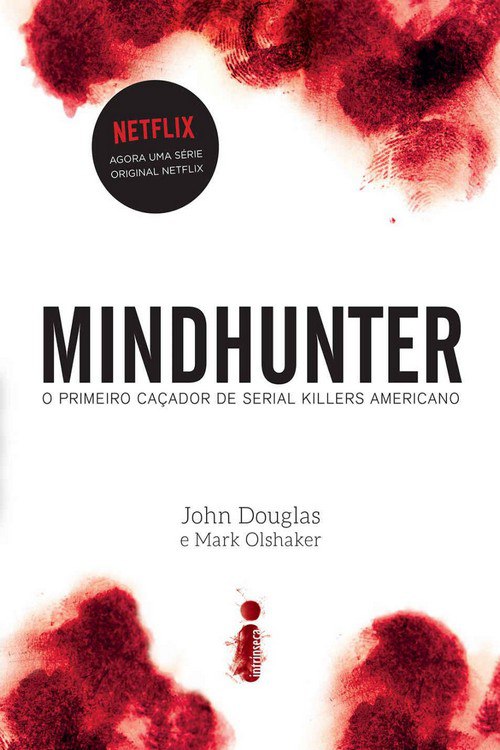 NETFLIX
AGORA UMA SÉRIE
ORIGINAL NETFLIX
MINDHUNTER
O PRIMEIRO CAÇADOR DE SERIAL KILLERS AMERICANO
John Douglas
e Mark Olshaker
intrínseca